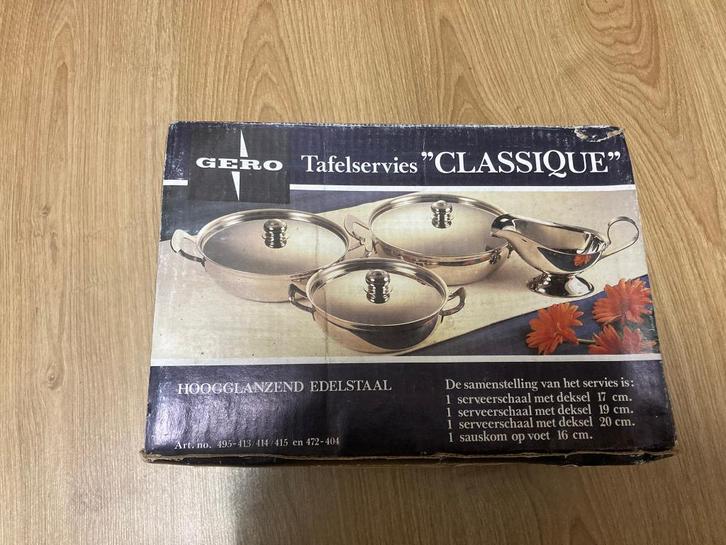 GERO
Tafelservies "CLASSIQUE"
HOOGGLANZEND EDELSTAAL
Art. no. 495-413/414/415 en 472-404
De samenstelling van het servies is:
1 serveerschaal met deksel 17 cm.
1 serveerschaal met deksel 19 cm.
1 serveerschaal met deksel 20 cm.
1 sauskom op voet 16 cm.